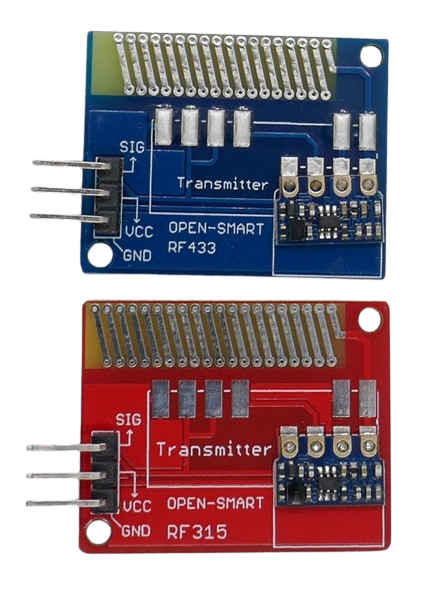 SIG
Transmitter
VCC
OPEN-SMART
GND
RF433
SIG
Transmitter
VCC
OPEN-SMART
GND
RF315